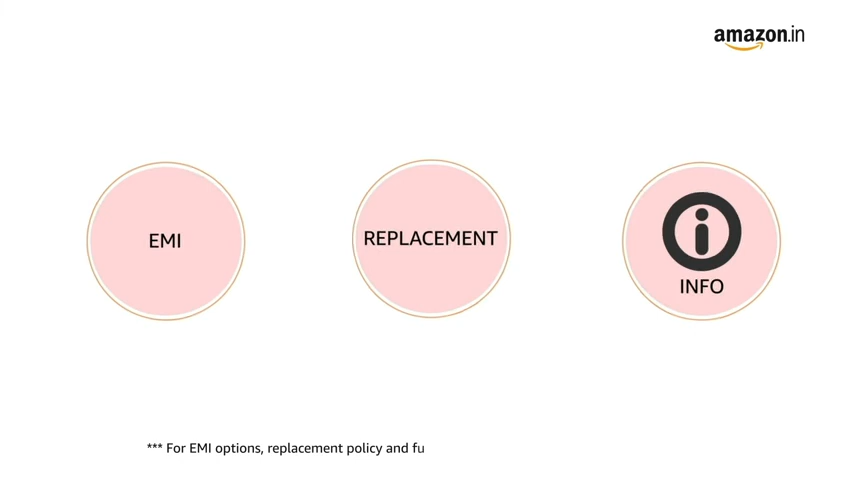 amazon.in
EMI
REPLACEMENT
INFO
*** For EMI options, replacement policy and fu